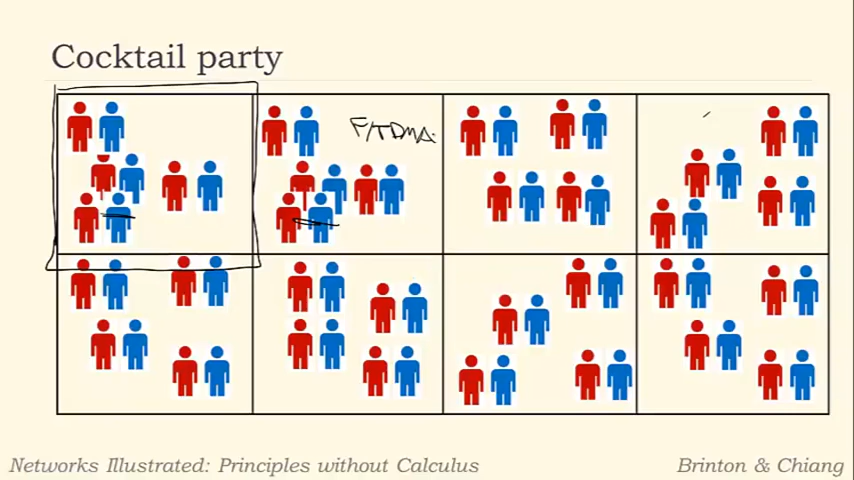 Cocktail party
F/TDMA
Networks Illustrated: Principles without Calculus
Brinton & Chiang